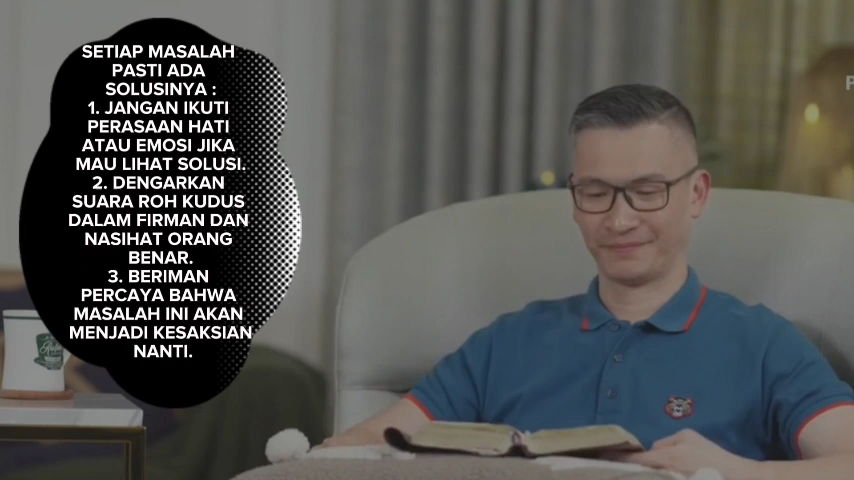 SETIAP MASALAH
PASTI ADA
SOLUSINYA :
1. JANGAN IKUTI
PERASAAN HATI
ATAU EMOSI JIKA
MAU LIHAT SOLUSI.
2. DENGARKAN
SUARA ROH KUDUS
DALAM FIRMAN DAN
NASIHAT ORANG
BENAR.
3. BERIMAN
PERCAYA BAHWA
MASALAH INI AKAN
MENJADI KESAKSIAN
NANTI.